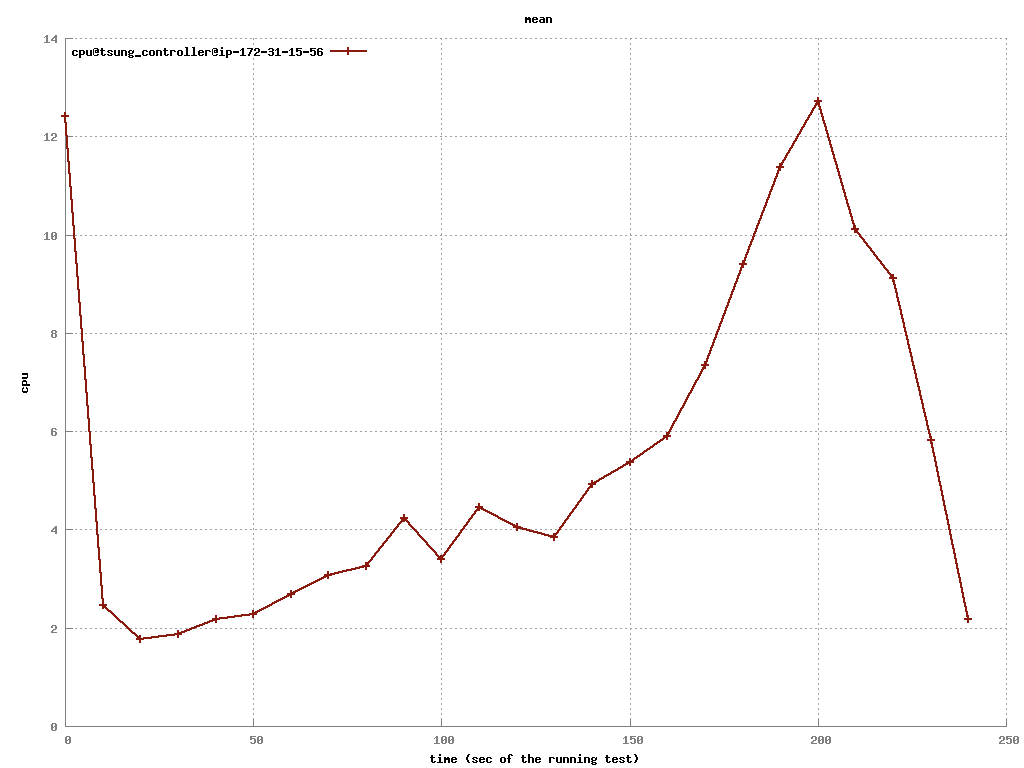 mean
14
cpu@tsung_controller@ip-172-31-15-56
12
10
8
cpu
6
4
2
0
0 50 100 150 200 250
time (sec of the running test)